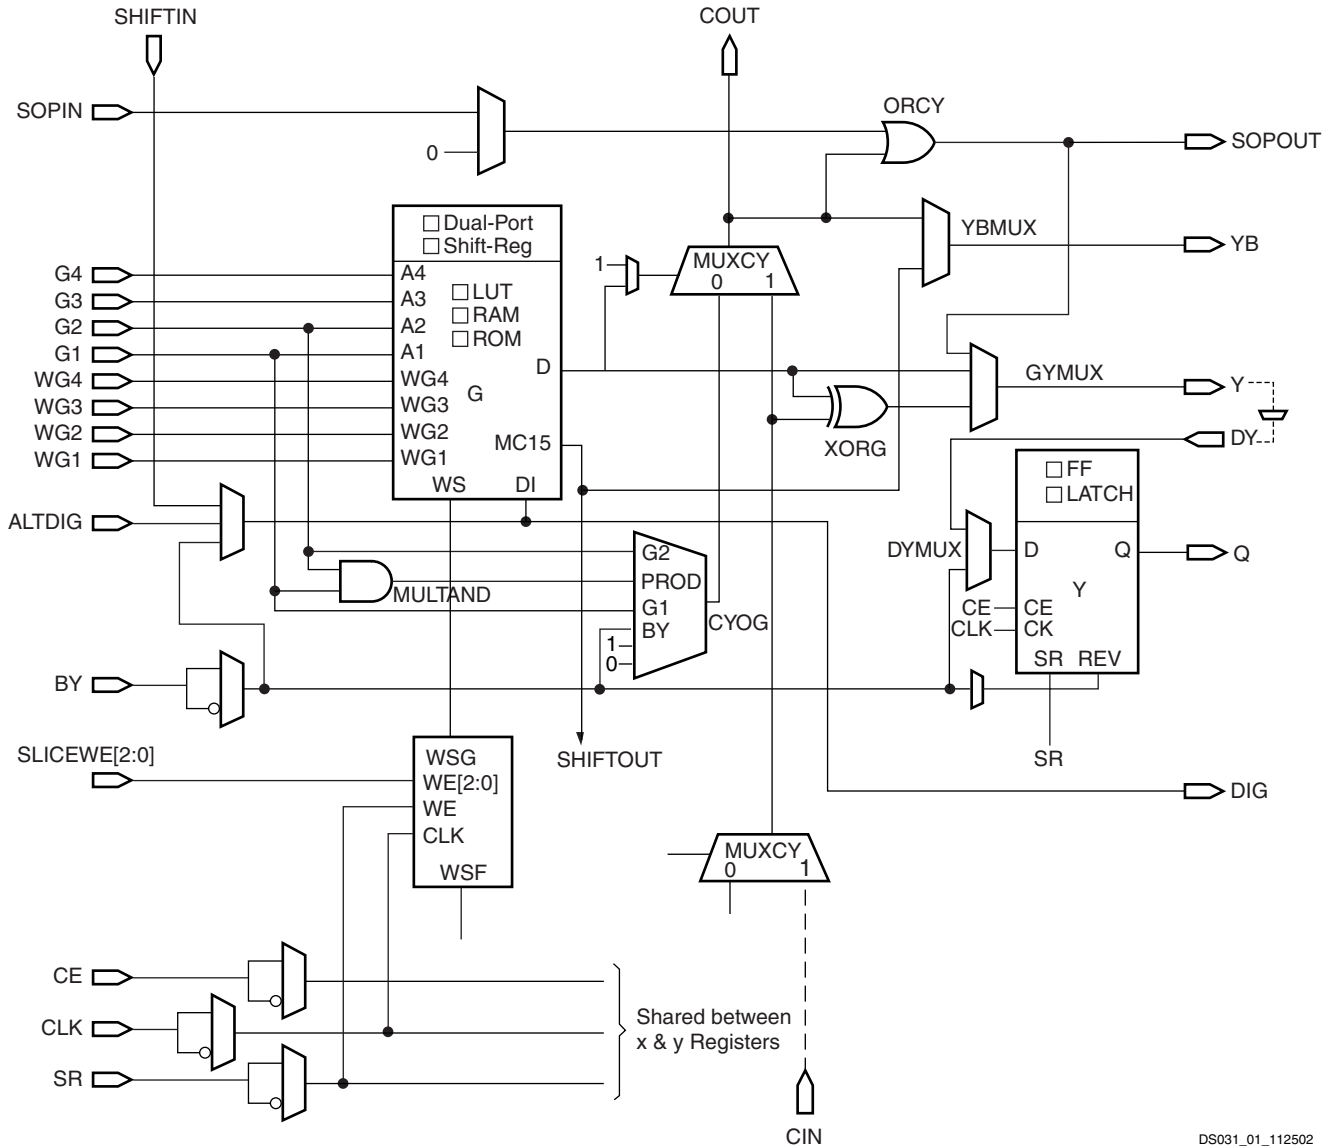 SHIFTIN
COUT
SOPIN
ORCY
0
SOPOUT
Dual-Port
Shift-Reg
YBMUX
YB
G4
A4
1
MUXCY
0 1
G3
A3
LUT
G2
A2
RAM
G1
A1
ROM
D
WG4
WG4
G
GYMUX
Y
WG3
WG3
WG2
WG2
MC15
XORG
DY
WG1
WG1
WS
DI
FF
LATCH
ALTDIG
G2
DYMUX
D
Q
Q
PROD
MULTAND
Y
G1
CYOG
CE
CE
BY
CLK
CK
1
0
SR REV
BY
SLICEWE[2:0]
WSG
SHIFTOUT
SR
WE[2:0]
DIG
WE
CLK
MUXCY
0 1
WSF
CE
Shared between
x & y Registers
CLK
SR
CIN
DS031_01_112502